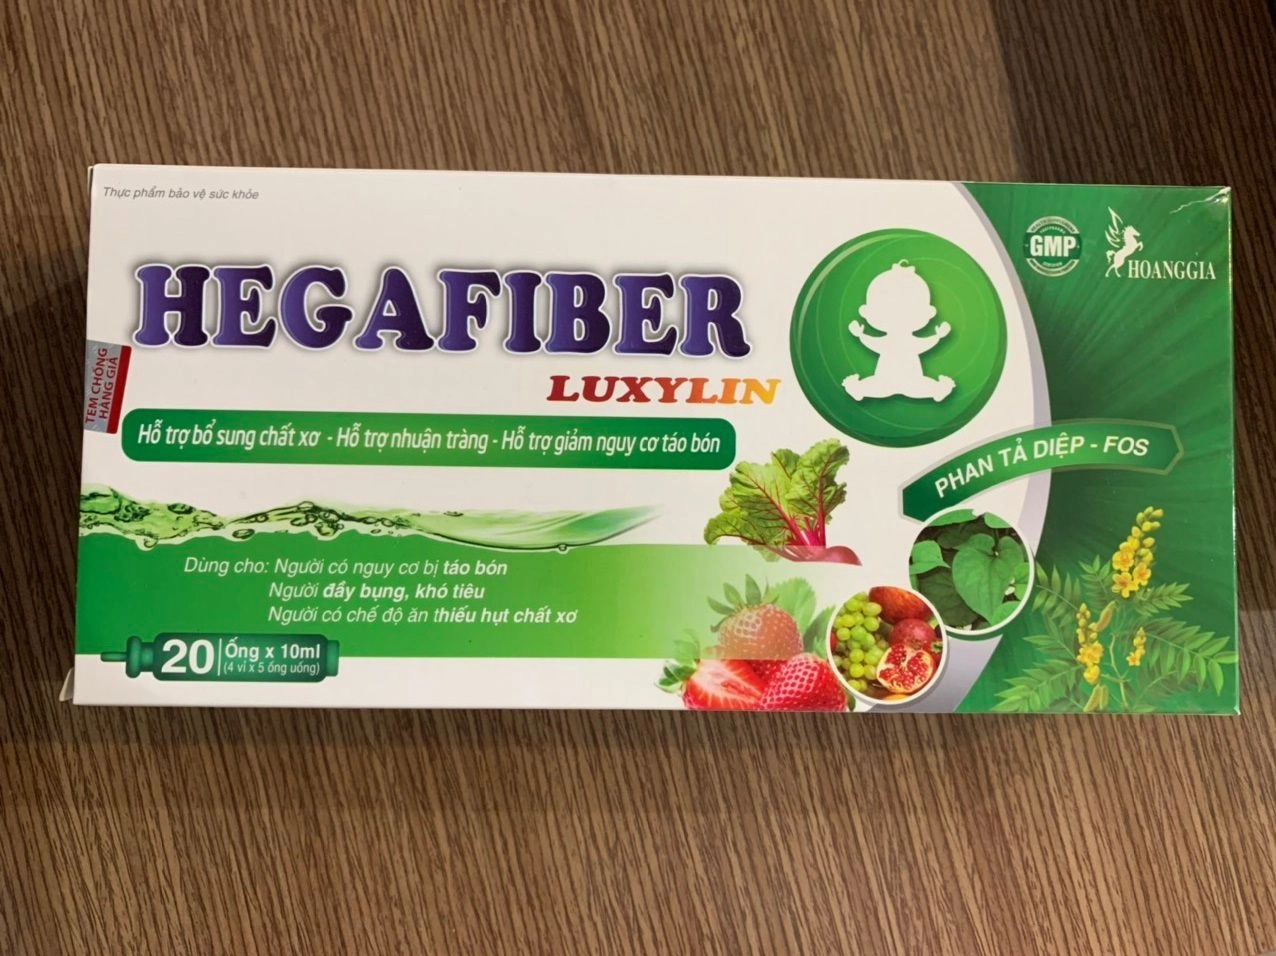 Thực phẩm bảo vệ sức khỏe
HEGAFIBER
LUXYLIN
TEM CHỐNG
HÀNG GIẢ
Hỗ trợ bổ sung chất xơ - Hỗ trợ nhuận tràng - Hỗ trợ giảm nguy cơ táo bón
GMP
HOANGGIA
PHAN TẢ DIỆP - FOS
Dùng cho: Người có nguy cơ bị táo bón
Người đầy bụng, khó tiêu
Người có chế độ ăn thiếu hụt chất xơ
20 Ống x 10ml
(4 vỉ x 5 ống uống)